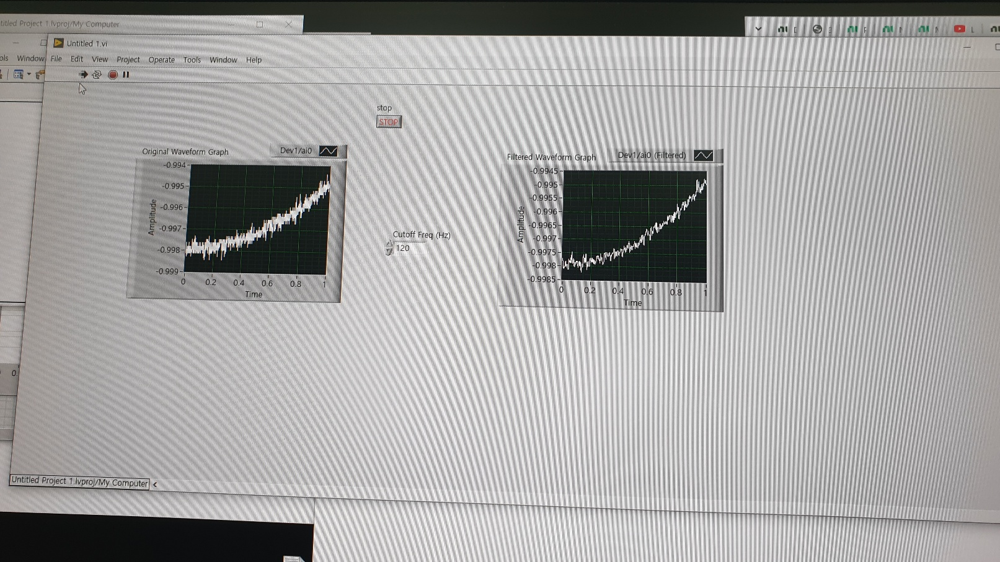 titled Project 1.lvproj/My Computer
Untitled 1.vi
ols Window
File Edit View Project Operate Tools Window Help
stop
STOP
Original Waveform Graph
Dev1/ai0
-0.994
-0.995
-0.996
-0.997
-0.998
-0.999
Amplitude
0 0.2 0.4 0.6 0.8 1
Time
Cutoff Freq (Hz)
120
Filtered Waveform Graph
Dev1/ai0 (Filtered)
-0.9945
-0.995
-0.9955
-0.996
-0.9965
-0.997
-0.9975
-0.998
-0.9985
Amplitude
0 0.2 0.4 0.6 0.8 1
Time
0.
Untitled Project 1.lvproj/My Computer